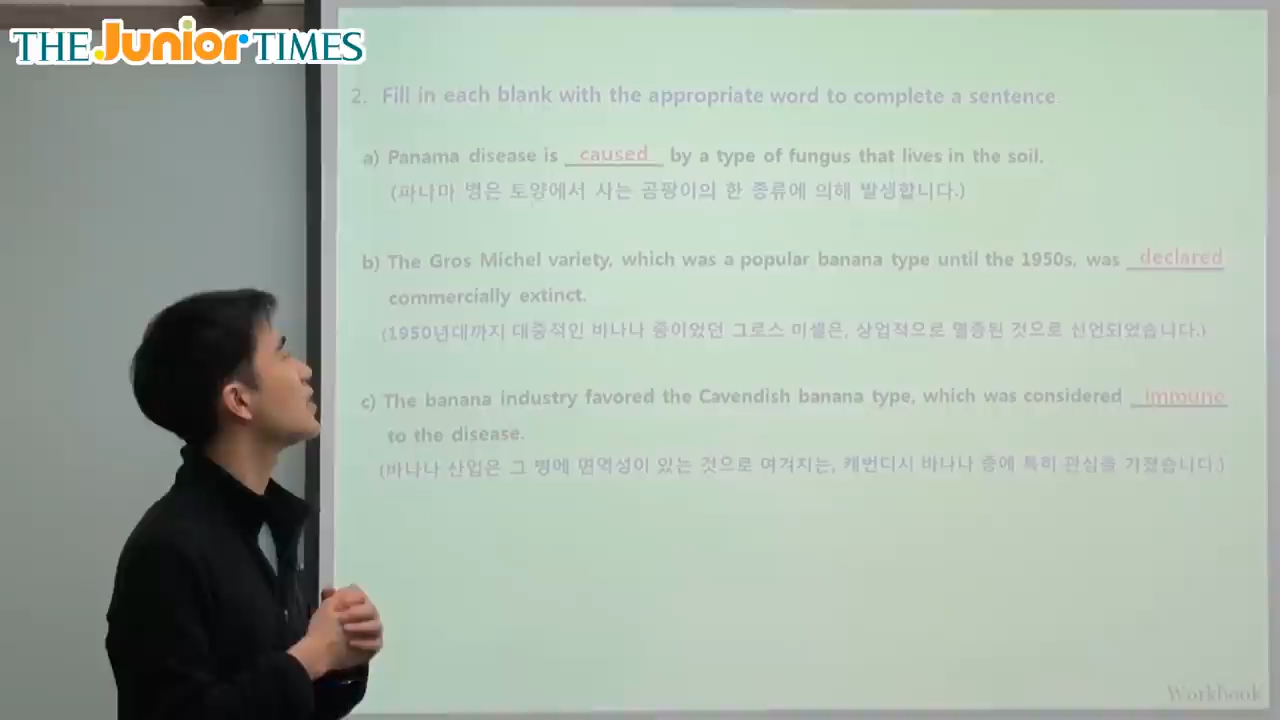 THE Junior TIMES
2. Fill in each blank with the appropriate word to complete a sentence.
a) Panama disease is caused by a type of fungus that lives in the soil.
(파나마 병은 토양에서 사는 곰팡이의 한 종류에 의해 발생합니다.)
b) The Gros Michel variety, which was a popular banana type until the 1950s, was declared
commercially extinct.
(1950년대까지 대중적인 바나나 종이었던 그로스 미셸은, 상업적으로 멸종된 것으로 선언되었습니다.)
c) The banana industry favored the Cavendish banana type, which was considered immune
to the disease.
(바나나 산업은 그 병에 면역성이 있는 것으로 여겨지는, 캐번디시 바나나 종에 특히 관심을 가졌습니다.)
Workbook